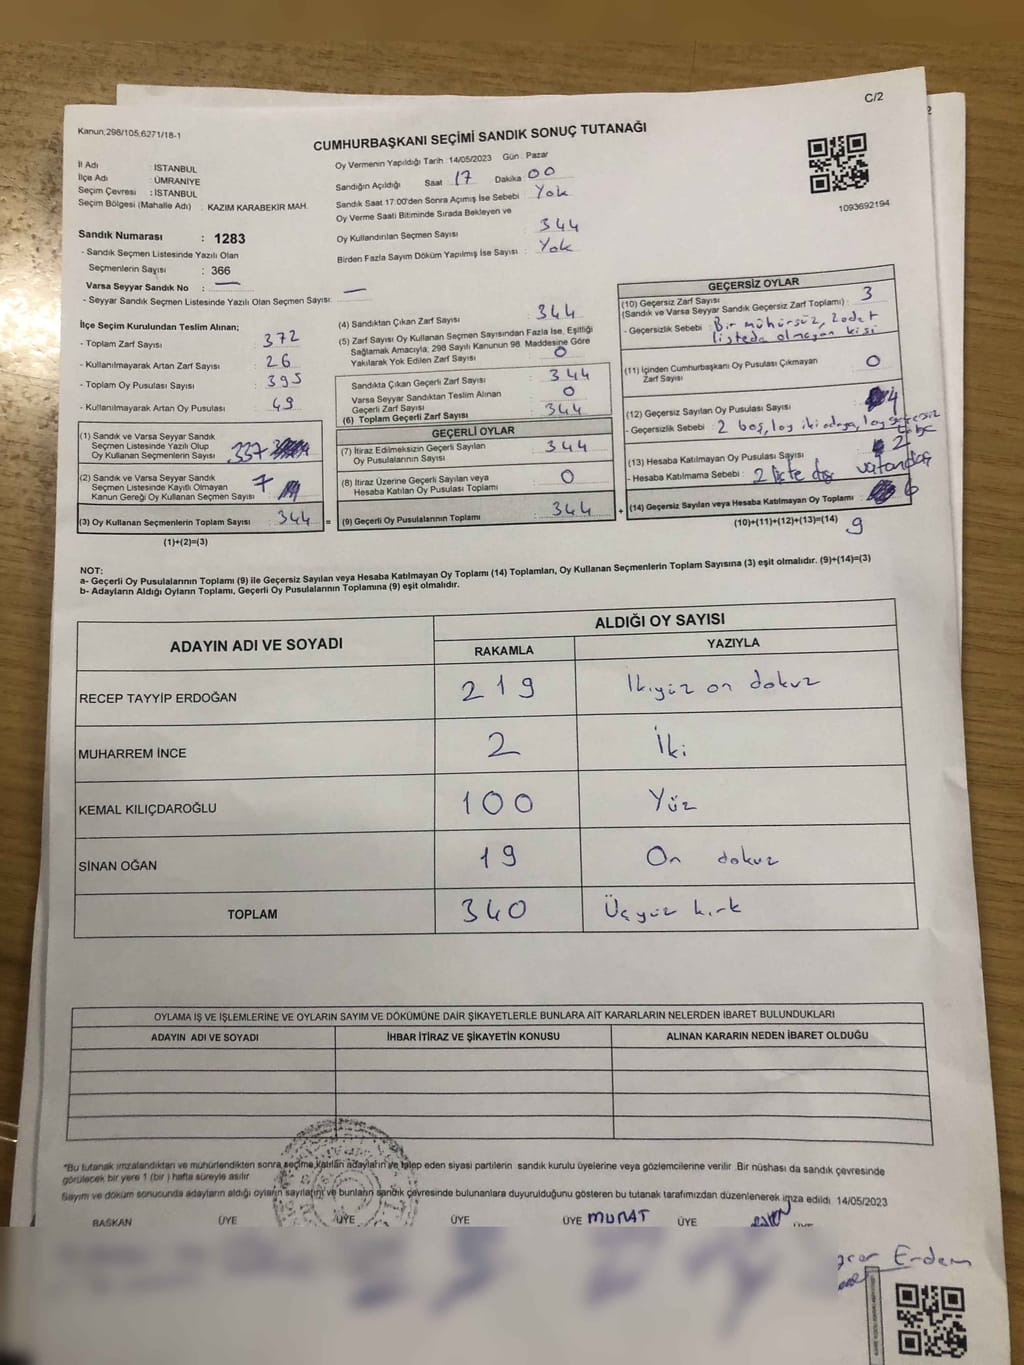 C/2
Kanun;298/105,6271/18-1
CUMHURBAŞKANI SEÇİMİ SANDIK SONUÇ TUTANAĞI
İl Adı : İSTANBUL
İlçe Adı : ÜMRANİYE
Seçim Çevresi : İSTANBUL
Seçim Bölgesi (Mahalle Adı) : KAZIM KARABEKİR MAH.
Oy Vermenin Yapıldığı Tarih : 14/05/2023 Gün : Pazar
Sandığın Açıldığı Saat 17 Dakika 00
Sandık Saat 17:00'den Sonra Açılmış İse Sebebi : Yok
Oy Verme Saati Bitiminde Sırada Bekleyen ve
Oy Kullandırılan Seçmen Sayısı : 344
Birden Fazla Sayım Döküm Yapılmış İse Sayısı : Yok
1093692194
Sandık Numarası : 1283
- Sandık Seçmen Listesinde Yazılı Olan
Seçmenlerin Sayısı : 366
Varsa Seyyar Sandık No : —
- Seyyar Sandık Seçmen Listesinde Yazılı Olan Seçmen Sayısı: —
İlçe Seçim Kurulundan Teslim Alınan;
- Toplam Zarf Sayısı : 372
- Kullanılmayarak Artan Zarf Sayısı : 26
- Toplam Oy Pusulası Sayısı : 395
- Kullanılmayarak Artan Oy Pusulası : 49
(1) Sandık ve Varsa Seyyar Sandık
Seçmen Listesinde Yazılı Olup
Oy Kullanan Seçmenlerin Sayısı 337
(2) Sandık ve Varsa Seyyar Sandık
Seçmen Listesinde Kayıtlı Olmayan
Kanun Gereği Oy Kullanan Seçmen Sayısı 7
(3) Oy Kullanan Seçmenlerin Toplam Sayısı : 344 =
(1)+(2)=(3)
(4) Sandıktan Çıkan Zarf Sayısı : 344
(5) Zarf Sayısı Oy Kullanan Seçmen Sayısından Fazla İse, Eşitliği
Sağlamak Amacıyla, 298 Sayılı Kanunun 98. Maddesine Göre
Yakılarak Yok Edilen Zarf Sayısı : 0
Sandıkta Çıkan Geçerli Zarf Sayısı : 344
Varsa Seyyar Sandıktan Teslim Alınan
Geçerli Zarf Sayısı : 0
(6) Toplam Geçerli Zarf Sayısı : 344
GEÇERLİ OYLAR
(7) İtiraz Edilmeksizin Geçerli Sayılan
Oy Pusulalarının Sayısı : 344
(8) İtiraz Üzerine Geçerli Sayılan veya
Hesaba Katılan Oy Pusulası Toplamı : 0
(9) Geçerli Oy Pusulalarının Toplamı : 344 +
GEÇERSİZ OYLAR
(10) Geçersiz Zarf Sayısı
(Sandık ve Varsa Seyyar Sandık Geçersiz Zarf Toplamı) : 3
- Geçersizlik Sebebi : Bir mühürsüz, 2 adet
listede olmayan kişi
(11) İçinden Cumhurbaşkanı Oy Pusulası Çıkmayan
Zarf Sayısı 0
(12) Geçersiz Sayılan Oy Pusulası Sayısı : 4
- Geçersizlik Sebebi : 2 boş, 1 oy iki adaya, 1 oy
(13) Hesaba Katılmayan Oy Pusulası Sayısı : 2
- Hesaba Katılmama Sebebi : 2 liste dışı vatandaş
(14) Geçersiz Sayılan veya Hesaba Katılmayan Oy Toplamı : 6
(10)+(11)+(12)+(13)=(14) 9
NOT:
a- Geçerli Oy Pusulalarının Toplamı (9) ile Geçersiz Sayılan veya Hesaba Katılmayan Oy Toplamı (14) Toplamları, Oy Kullanan Seçmenlerin Toplam Sayısına (3) eşit olmalıdır. (9)+(14)=(3)
b- Adayların Aldığı Oyların Toplamı, Geçerli Oy Pusulalarının Toplamına (9) eşit olmalıdır.
ADAYIN ADI VE SOYADI ALDIĞI OY SAYISI
RAKAMLA YAZIYLA
RECEP TAYYİP ERDOĞAN 219 İkiyüz on dokuz
MUHARREM İNCE 2 İki
KEMAL KILIÇDAROĞLU 100 Yüz
SİNAN OĞAN 19 On dokuz
TOPLAM 340 Üçyüz kırk
OYLAMA İŞ VE İŞLEMLERİNE VE OYLARIN SAYIM VE DÖKÜMÜNE DAİR ŞİKAYETLERLE BUNLARA AİT KARARLARIN NELERDEN İBARET BULUNDUKLARI
ADAYIN ADI VE SOYADI İHBAR İTİRAZ VE ŞİKAYETİN KONUSU ALINAN KARARIN NEDEN İBARET OLDUĞU
"Bu tutanak imzalandıktan ve mühürlendikten sonra seçime katılan adayların ve talep eden siyasi partilerin sandık kurulu üyelerine veya gözlemcilerine verilir. Bir nüshası da sandık çevresinde
görülecek bir yere 1 (bir) hafta süreyle asılır.
Sayım ve döküm sonucunda adayların aldığı oyların sayılarını ve bunların sandık çevresinde bulunanlara duyurulduğunu gösteren bu tutanak tarafımızdan düzenlenerek imza edildi. 14/05/2023
BAŞKAN ÜYE ÜYE ÜYE ÜYE MURAT ÜYE
Erdem